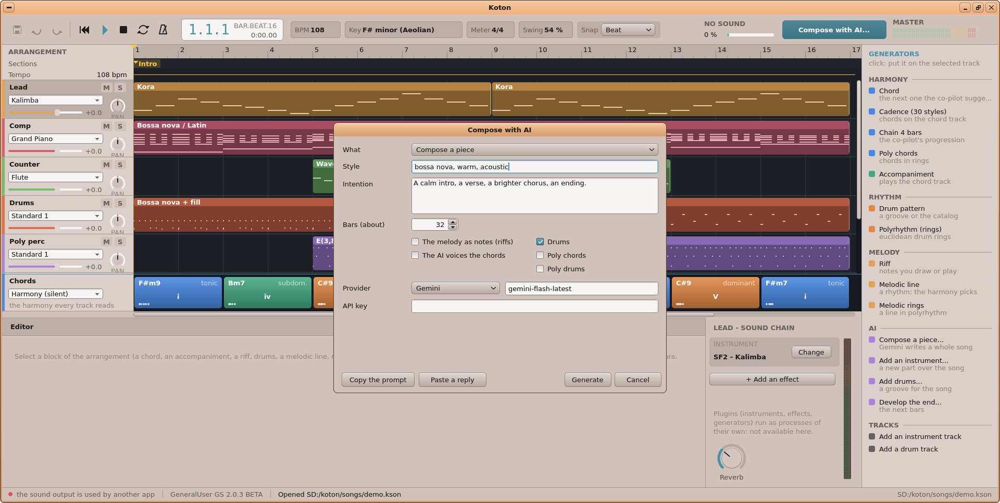 Koton
1.1.1
BAR.BEAT.16
0:00.00
BPM 108
Key F# minor (Aeolian)
Meter 4/4
Swing 54 %
Snap Beat
NO SOUND
0 %
Compose with AI...
MASTER
ARRANGEMENT
1 2 3 4 5 6 7 8 9 10 11 12 13 14 15 16 17
Sections
Intro
Tempo 108 bpm
Lead M S
Kalimba
+0.0
PAN
Kora
Kora
Comp M S
Grand Piano
+0.0
PAN
Bossa nova / Latin
Counter M S
Flute
+0.0
PAN
Drums M S
Standard 1
+0.0
PAN
Bossa nova + fill
Poly perc M S
Standard 1
+0.0
PAN
E(3,8
Chords
Harmony (silent)
the harmony every track reads
F#m9 tonic
i
Bm7 subdom.
iv
C#9
C#9 dominant
V
F#m7 tonic
i
Compose with AI
What Compose a piece
Style bossa nova, warm, acoustic
Intention A calm intro, a verse, a brighter chorus, an ending.
Bars (about) 32
The melody as notes (riffs) Drums
The AI voices the chords Poly chords
Poly drums
Provider Gemini gemini-flash-latest
API key
Copy the prompt Paste a reply Generate Cancel
Editor
Select a block of the arrangement (a chord, an accompaniment, a riff, drums, a melodic line,
LEAD - SOUND CHAIN
INSTRUMENT
SF2 - Kalimba
Change
+ Add an effect
Plugins (instruments, effects,
generators) run as processes of
their own: not available here.
Reverb
GENERATORS
click: put it on the selected track
HARMONY
Chord
the next one the co-pilot sugge...
Cadence (30 styles)
chords on the chord track
Chain 4 bars
the co-pilot's progression
Poly chords
chords in rings
Accompaniment
plays the chord track
RHYTHM
Drum pattern
a groove or the catalog
Polyrhythm (rings)
euclidean drum rings
MELODY
Riff
notes you draw or play
Melodic line
a rhythm; the harmony picks
Melodic rings
a line in polyrhythm
AI
Compose a piece...
Gemini writes a whole song
Add an instrument...
a new part over the song
Add drums...
a groove for the song
Develop the end...
the next bars
TRACKS
Add an instrument track
Add a drum track
the sound output is used by another app
GeneralUser GS 2.0.3 BETA
Opened SD:/koton/songs/demo.kson
SD:/koton/songs/demo.kson